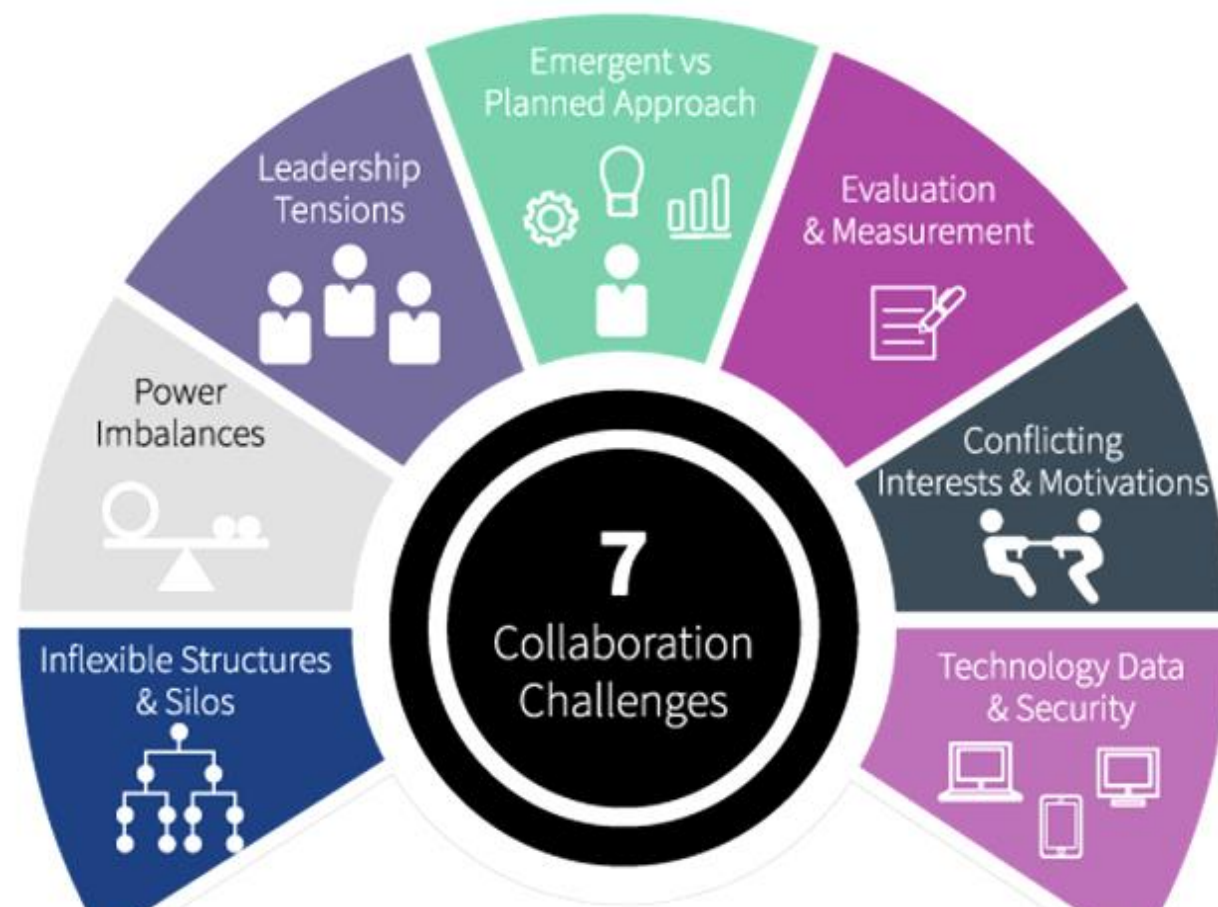 Emergent vs
Planned Approach
Leadership
Tensions
Evaluation
& Measurement
Power
Imbalances
Conflicting
Interests & Motivations
7
Collaboration
Challenges
Inflexible Structures
& Silos
Technology Data
& Security